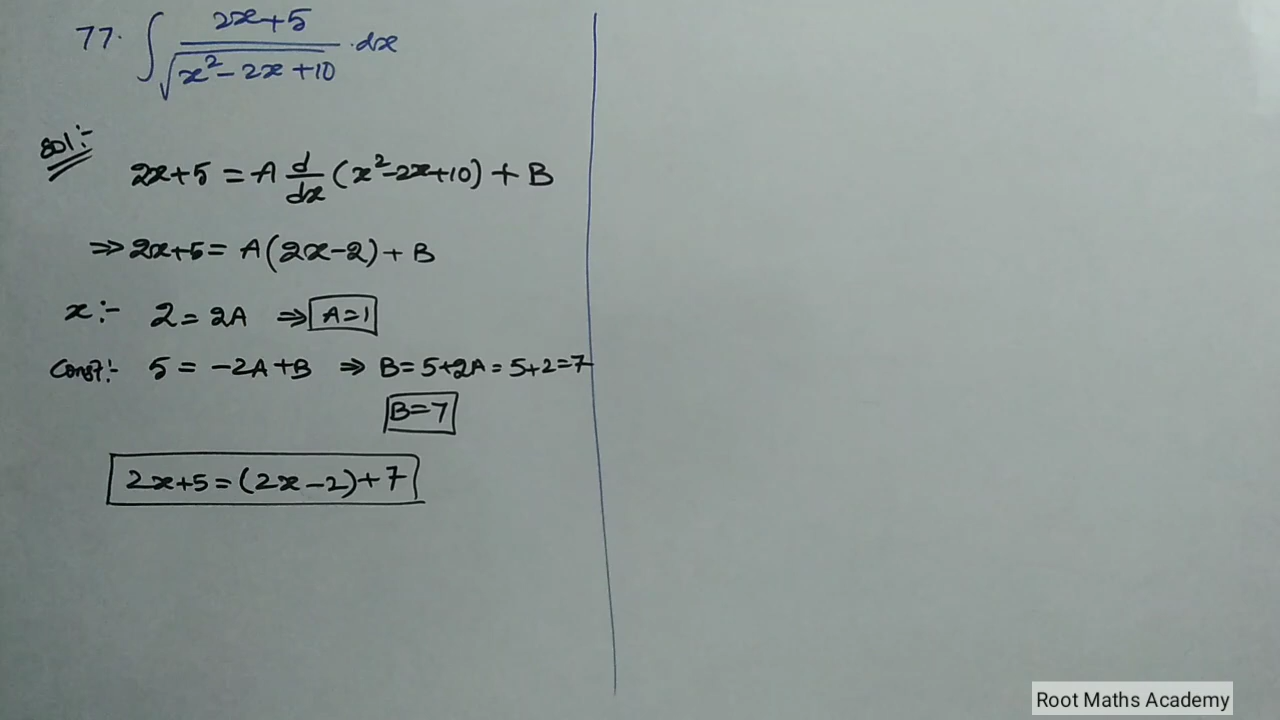 77. ∫ 2x+5 / √(x²-2x+10) .dx
Sol:-
2x+5 = A d/dx (x²-2x+10) + B
⇒ 2x+5 = A(2x-2) + B
x:- 2 = 2A ⇒ A=1
Const:- 5 = -2A+B ⇒ B=5+2A=5+2=7
B=7
2x+5 = (2x-2)+7
Root Maths Academy